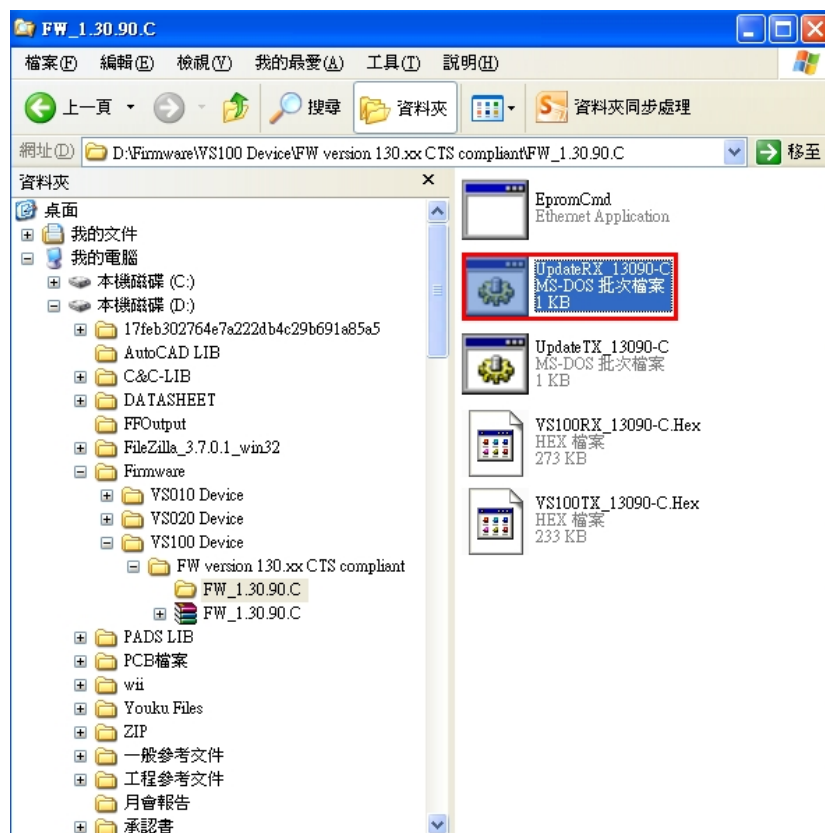 FW_1.30.90.C
檔案(F) 編輯(E) 檢視(V) 我的最愛(A) 工具(T) 說明(H)
上一頁 搜尋 資料夾 資料夾同步處理
網址(D) D:\Firmware\VS100 Device\FW version 130.xx CTS compliant\FW_1.30.90.C 移至
資料夾
桌面
我的文件
我的電腦
本機磁碟 (C:)
本機磁碟 (D:)
17feb302764e7a222db4c29b691a85a5
AutoCAD LIB
C&C-LIB
DATASHEET
FFOutput
FileZilla_3.7.0.1_win32
Firmware
VS010 Device
VS020 Device
VS100 Device
FW version 130.xx CTS compliant
FW_1.30.90.C
FW_1.30.90.C
PADS LIB
PCB檔案
wii
Youku Files
ZIP
一般參考文件
工程參考文件
月會報告
承認書
EpromCmd
Ethernet Application
UpdateRX_13090-C
MS-DOS 批次檔案
1 KB
UpdateTX_13090-C
MS-DOS 批次檔案
1 KB
VS100RX_13090-C.Hex
HEX 檔案
273 KB
VS100TX_13090-C.Hex
HEX 檔案
233 KB